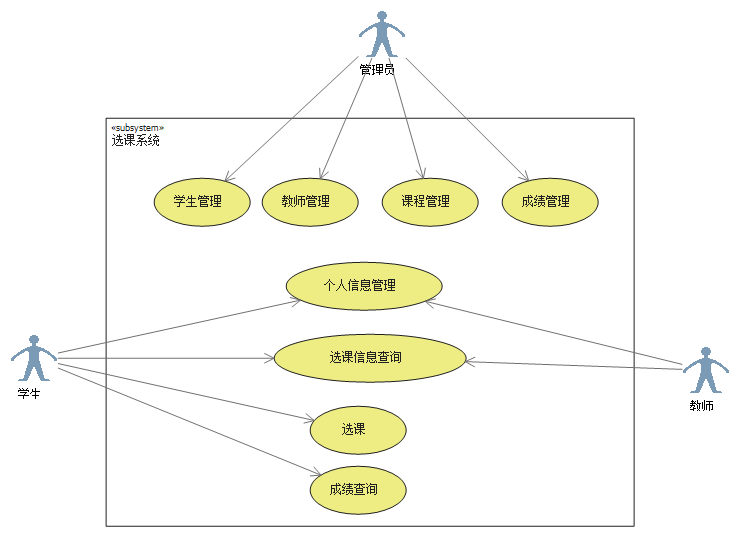 管理员
«subsystem»
选课系统
学生管理
教师管理
课程管理
成绩管理
个人信息管理
选课信息查询
学生
教师
选课
成绩查询